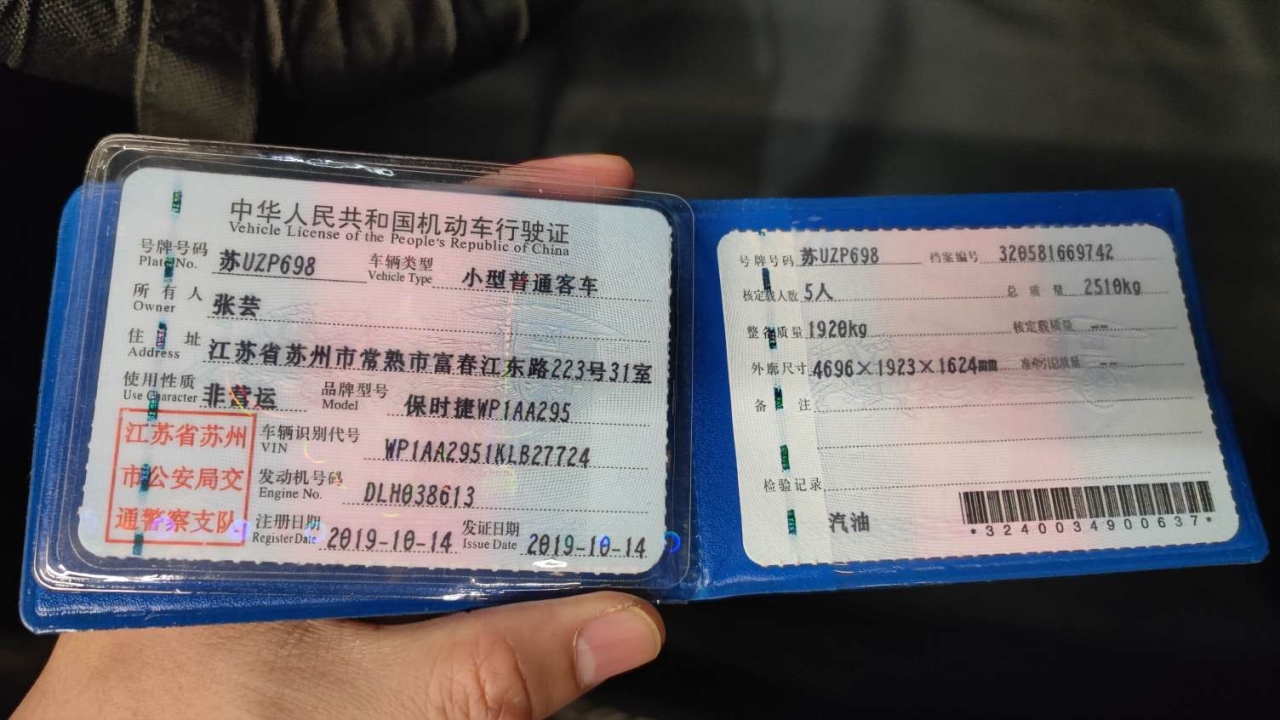 中华人民共和国机动车行驶证
Vehicle License of the People's Republic of China
号牌号码 苏UZP698 车辆类型 小型普通客车
Plate No. Vehicle Type
所有人 张芸
Owner
住址 江苏省苏州市常熟市富春江东路223号31室
Address
使用性质 非营运 品牌型号 保时捷WP1AA295
Use Character Model
江苏省苏州
市公安局交
通警察支队
车辆识别代号 WP1AA2951KLB27724
VIN
发动机号码 DLH038613
Engine No.
注册日期 2019-10-14 发证日期 2019-10-14
Register Date Issue Date
号牌号码 苏UZP698 档案编号 320581669742
核定载人数 5人 总质量 2510kg
整备质量 1920kg 核定载质量 --
外廓尺寸 4696×1923×1624mm 准牵引总质量 --
备注
检验记录
汽油
*3240034900637*